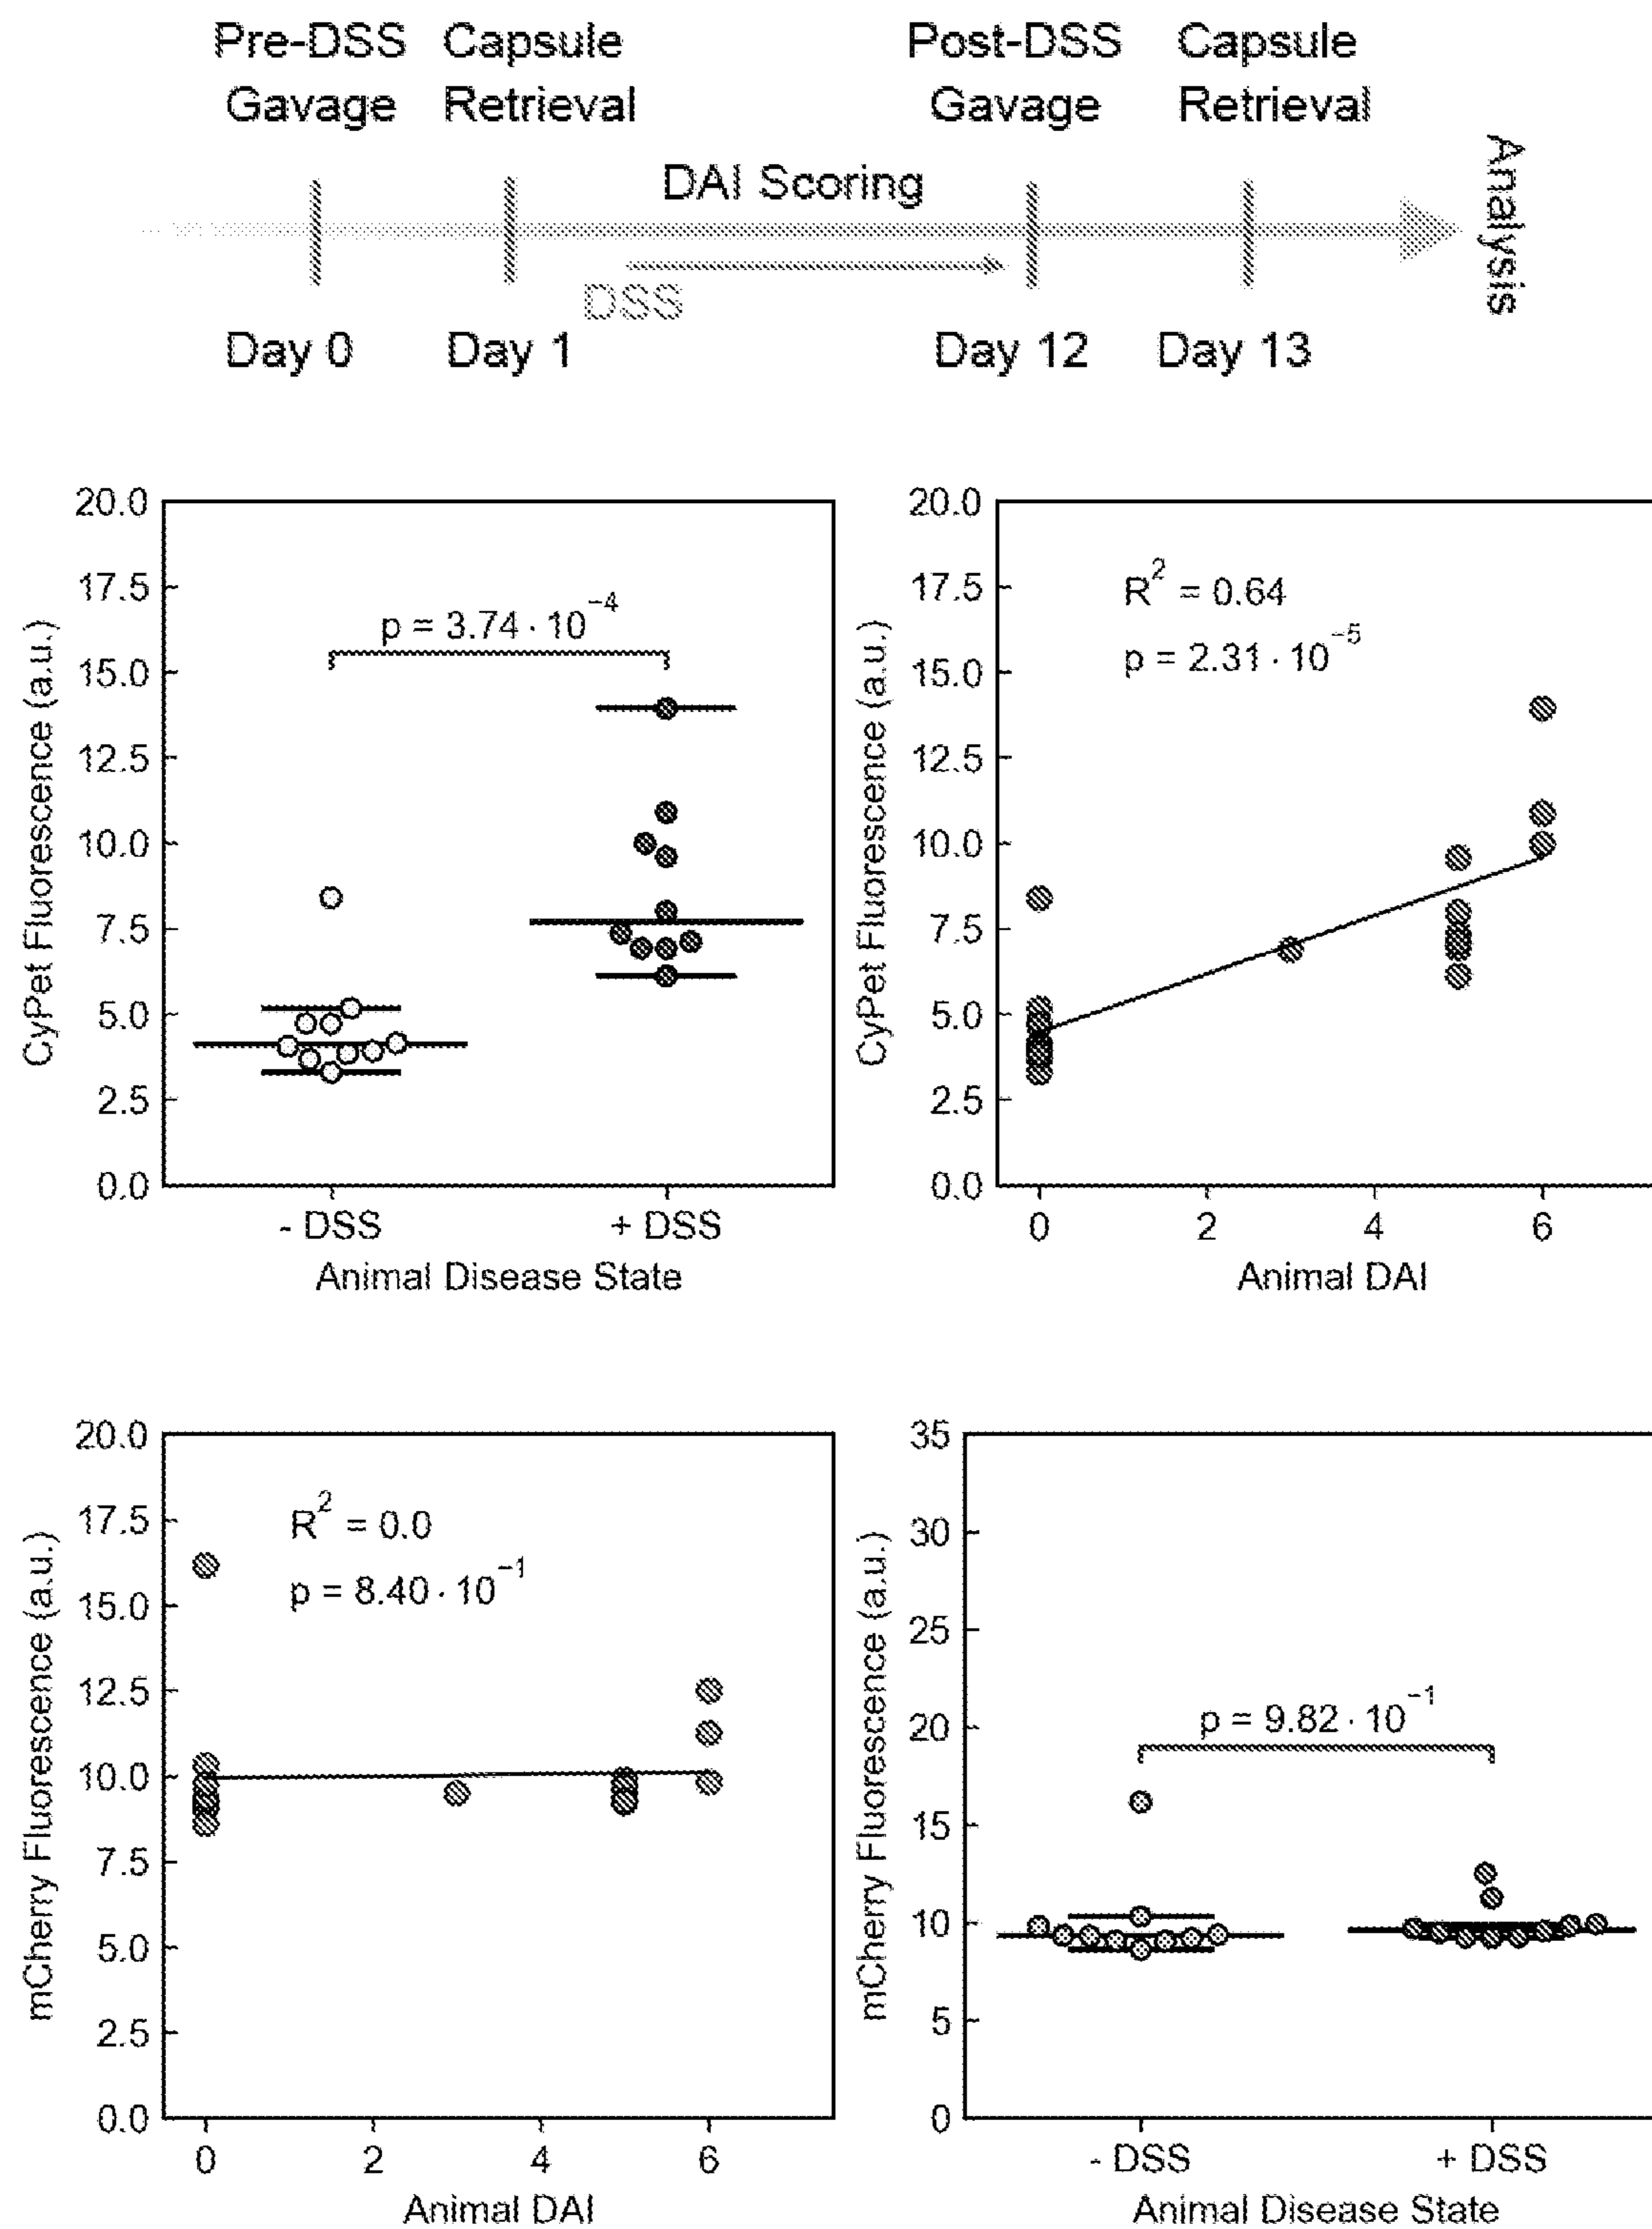 Pre-DSS Capsule Post-DSS Capsule
Gavage Retrieval Gavage Retrieval
DAI Scoring
Analysis
DSS
Day 0 Day 1 Day 12 Day 13
20.0
17.5
15.0
12.5
10.0
7.5
5.0
2.5
0.0
CyPet Fluorescence (a.u.)
p = 3.74 · 10⁻⁴
- DSS + DSS
Animal Disease State
20.0
17.5
15.0
12.5
10.0
7.5
5.0
2.5
0.0
CyPet Fluorescence (a.u.)
R² = 0.64
p = 2.31 · 10⁻⁵
0 2 4 6
Animal DAI
20.0
17.5
15.0
12.5
10.0
7.5
5.0
2.5
0.0
mCherry Fluorescence (a.u.)
R² = 0.0
p = 8.40 · 10⁻¹
0 2 4 6
Animal DAI
35
30
25
20
15
10
5
0
mCherry Fluorescence (a.u.)
p = 9.82 · 10⁻¹
- DSS + DSS
Animal Disease State